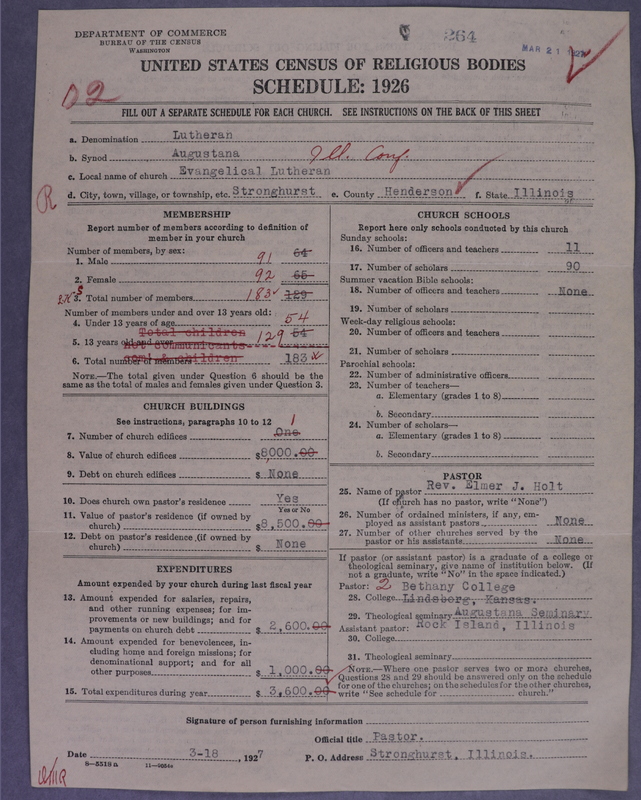 DEPARTMENT OF COMMERCE
BUREAU OF THE CENSUS
WASHINGTON
264
MAR 21 1927
UNITED STATES CENSUS OF RELIGIOUS BODIES
SCHEDULE: 1926
02
FILL OUT A SEPARATE SCHEDULE FOR EACH CHURCH. SEE INSTRUCTIONS ON THE BACK OF THIS SHEET
a. Denomination Lutheran
b. Synod Augustana Ill. Conf.
c. Local name of church Evangelical Lutheran
d. City, town, village, or township, etc. Stronghurst e. County Henderson f. State Illinois
R
MEMBERSHIP
Report number of members according to definition of
member in your church
Number of members, by sex:
1. Male 91 64
2. Female 92 65
3. Total number of members 183 129
Number of members under and over 13 years old:
4. Under 13 years of age 54
Total children
5. 13 years old and over 129 54
not communicants
6. Total number of members 183
comi & children
NOTE.—The total given under Question 6 should be the
same as the total of males and females given under Question 3.
CHURCH BUILDINGS
See instructions, paragraphs 10 to 12
7. Number of church edifices One 1
8. Value of church edifices $8000.00
9. Debt on church edifices $ None
10. Does church own pastor's residence Yes
Yes or No
11. Value of pastor's residence (if owned by
church) $8,500.00
12. Debt on pastor's residence (if owned by
church) $ None
EXPENDITURES
Amount expended by your church during last fiscal year
13. Amount expended for salaries, repairs,
and other running expenses; for im-
provements or new buildings; and for
payments on church debt $ 2,600.00
14. Amount expended for benevolences, in-
cluding home and foreign missions; for
denominational support; and for all
other purposes $ 1,000.00
15. Total expenditures during year $ 3,600.00
CHURCH SCHOOLS
Report here only schools conducted by this church
Sunday schools:
16. Number of officers and teachers 11
17. Number of scholars 90
Summer vacation Bible schools:
18. Number of officers and teachers None
19. Number of scholars
Week-day religious schools:
20. Number of officers and teachers
21. Number of scholars
Parochial schools:
22. Number of administrative officers
23. Number of teachers—
a. Elementary (grades 1 to 8)
b. Secondary
24. Number of scholars—
a. Elementary (grades 1 to 8)
b. Secondary
PASTOR
25. Name of pastor Rev. Elmer J. Holt
(If church has no pastor, write "None")
26. Number of ordained ministers, if any, em-
ployed as assistant pastors None
27. Number of other churches served by the
pastor or his assistants None
If pastor (or assistant pastor) is a graduate of a college or
theological seminary, give name of institution below. (If
not a graduate, write "No" in the space indicated.)
Pastor: 2 Bethany College
28. College Lindsborg, Kansas.
29. Theological seminary Augustana Seminary
Assistant pastor: Rock Island, Illinois
30. College
31. Theological seminary
NOTE.—Where one pastor serves two or more churches,
Questions 28 and 29 should be answered only on the schedule
for one of the churches; on the schedules for the other churches,
write "See schedule for church."
Signature of person furnishing information
Official title Pastor.
Date 3-18, 1927 P. O. Address Stronghurst, Illinois.
8—5318a